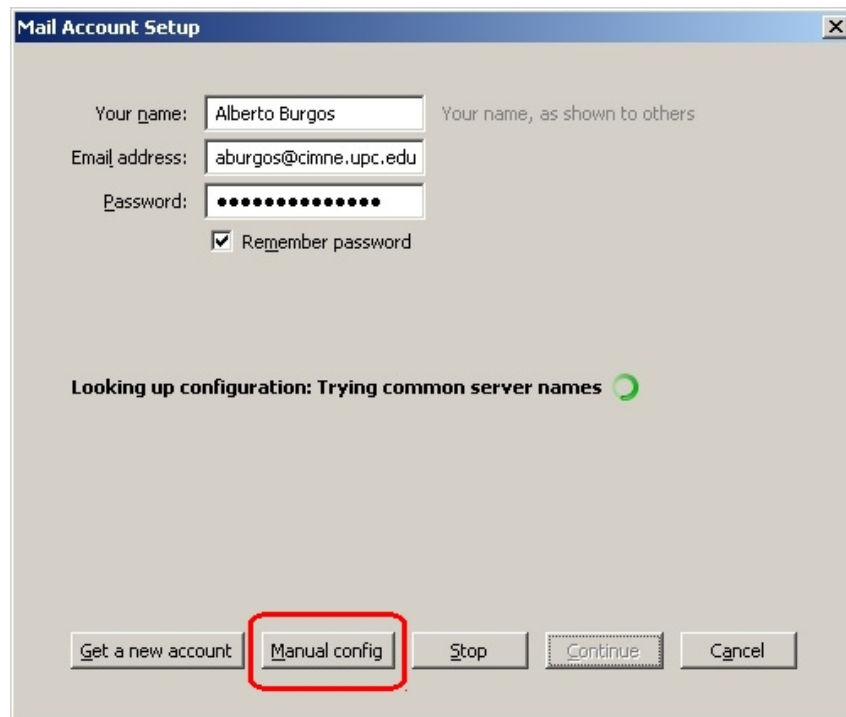 Mail Account Setup
Your name: Alberto Burgos Your name, as shown to others
Email address: aburgos@cimne.upc.edu
Password: ••••••••••••••
Remember password
Looking up configuration: Trying common server names
Get a new account Manual config Stop Continue Cancel